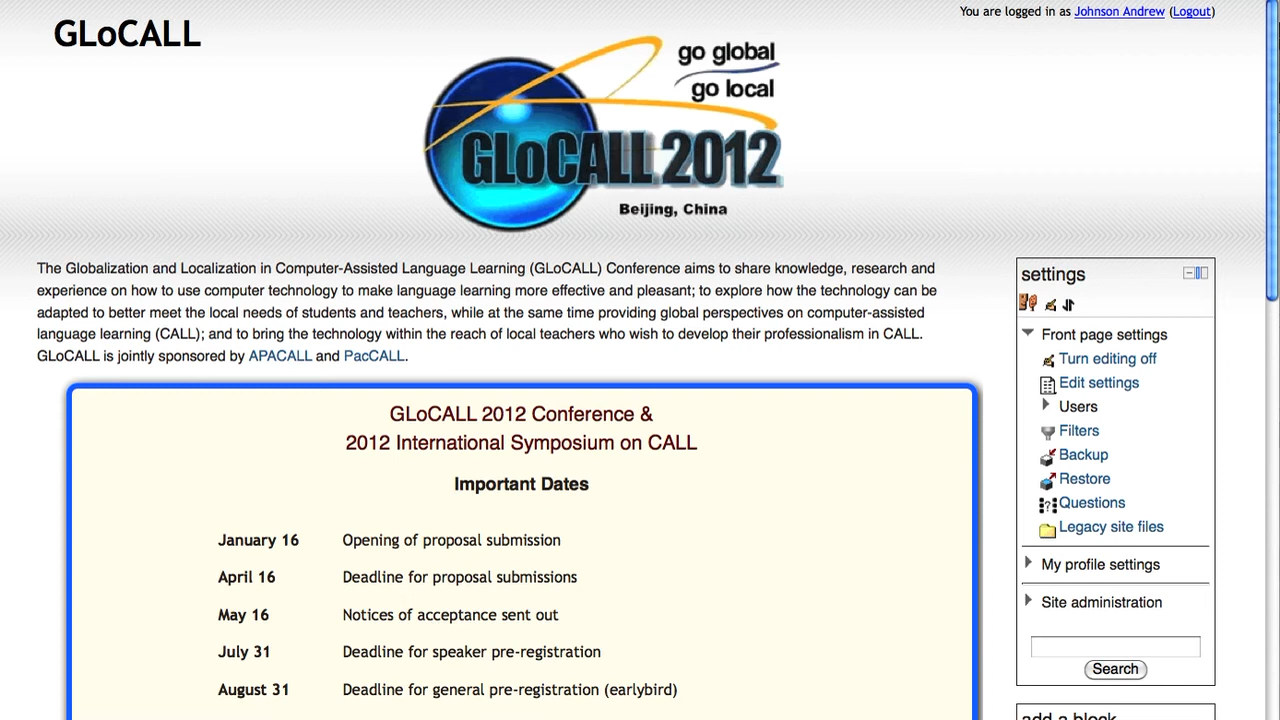 You are logged in as Johnson Andrew (Logout)
GLoCALL
go global
go local
GLoCALL 2012
Beijing, China
The Globalization and Localization in Computer-Assisted Language Learning (GLoCALL) Conference aims to share knowledge, research and
experience on how to use computer technology to make language learning more effective and pleasant; to explore how the technology can be
adapted to better meet the local needs of students and teachers, while at the same time providing global perspectives on computer-assisted
language learning (CALL); and to bring the technology within the reach of local teachers who wish to develop their professionalism in CALL.
GLoCALL is jointly sponsored by APACALL and PacCALL.
GLoCALL 2012 Conference &
2012 International Symposium on CALL
Important Dates
January 16 Opening of proposal submission
April 16 Deadline for proposal submissions
May 16 Notices of acceptance sent out
July 31 Deadline for speaker pre-registration
August 31 Deadline for general pre-registration (earlybird)
settings
Front page settings
Turn editing off
Edit settings
Users
Filters
Backup
Restore
Questions
Legacy site files
My profile settings
Site administration
Search
add a block